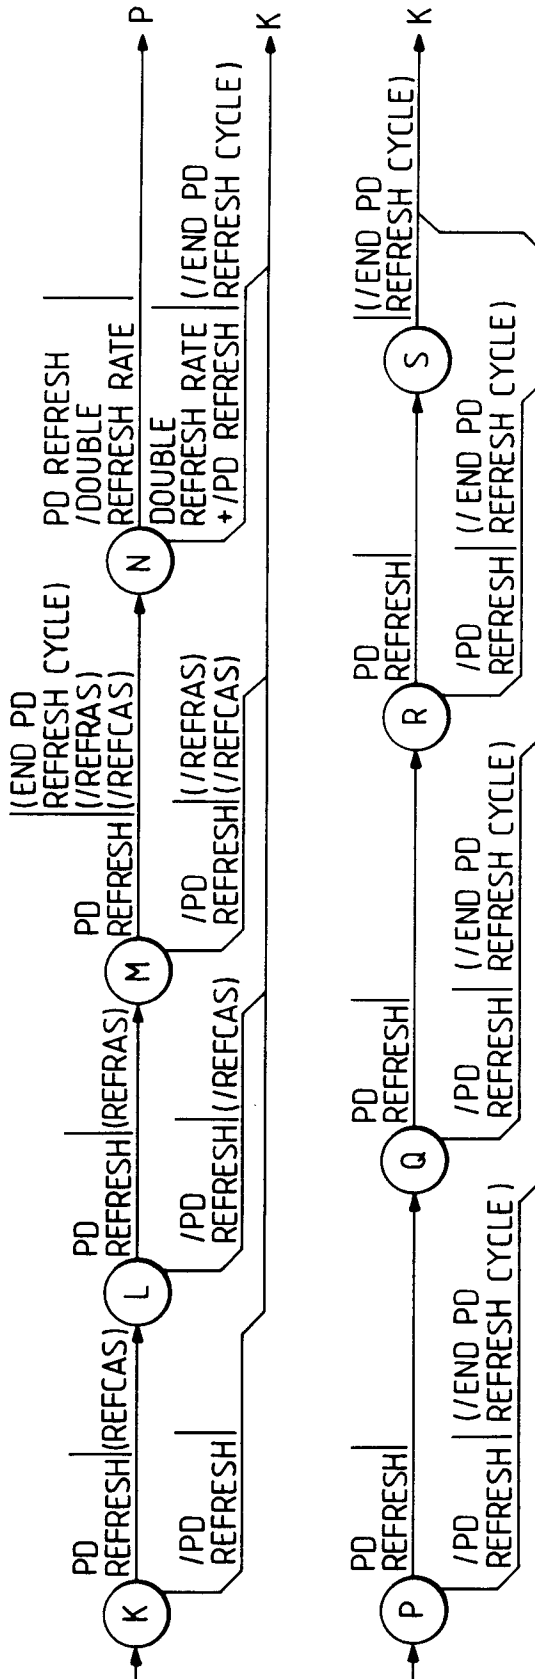 K
PD
REFRESH|(REFCAS)
/PD
REFRESH|
L
PD
REFRESH|(REFRAS)
/PD
REFRESH|(/REFCAS)
M
|(END PD
REFRESH CYCLE)
PD (/REFRAS)
REFRESH|(/REFCAS)
/PD |(/REFRAS)
REFRESH|(/REFCAS)
N
PD REFRESH
/DOUBLE
REFRESH RATE|
DOUBLE
REFRESH RATE |(/END PD
+/PD REFRESH|REFRESH CYCLE)
P
K
P
PD
REFRESH|
/PD |(/END PD
REFRESH|REFRESH CYCLE)
Q
PD
REFRESH|
/PD |(/END PD
REFRESH|REFRESH CYCLE)
R
PD
REFRESH|
/PD |(/END PD
REFRESH|REFRESH CYCLE)
S
|(/END PD
REFRESH CYCLE)
K